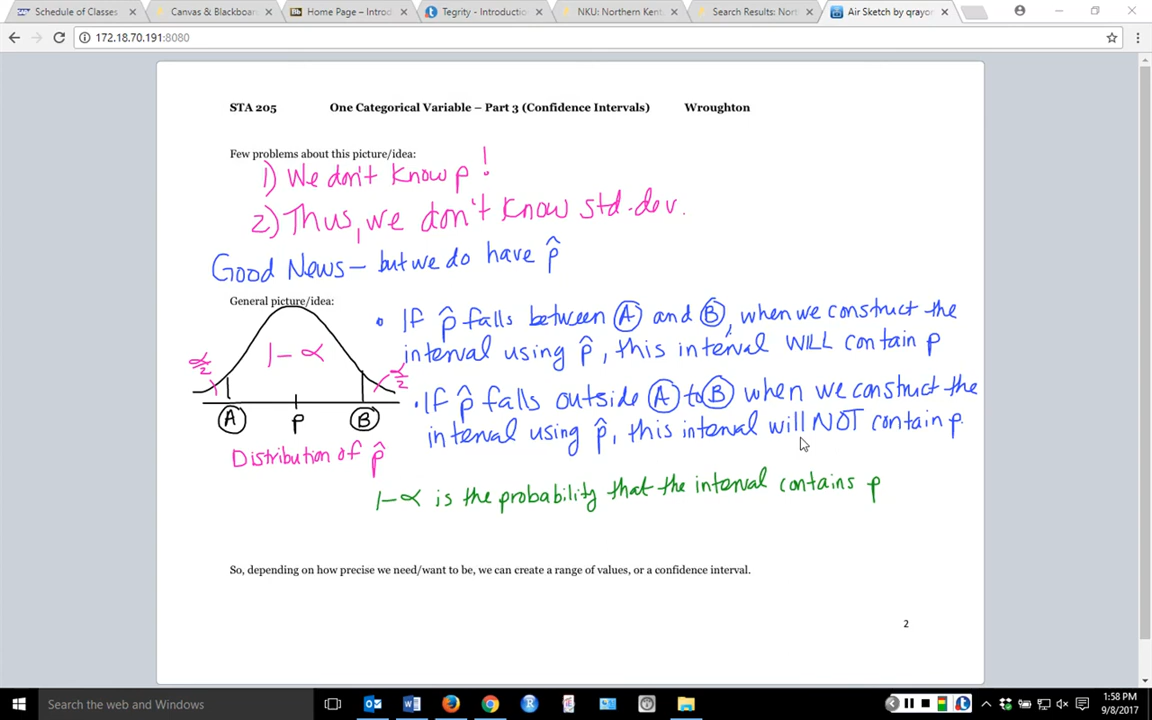 Schedule of Classes
Canvas & Blackboar
Home Page – Introd
Tegrity - Introductio
NKU: Northern Kent
Search Results: Nort
Air Sketch by qrayon
172.18.70.191:8080
STA 205 One Categorical Variable – Part 3 (Confidence Intervals) Wroughton
Few problems about this picture/idea:
1) We don't know p!
2) Thus, we don't know std. dev.
Good News – but we do have p̂
General picture/idea:
• If p̂ falls between Ⓐ and Ⓑ, when we construct the
interval using p̂, this interval WILL contain p
• If p̂ falls outside Ⓐ to Ⓑ when we construct the
interval using p̂, this interval will NOT contain p.
α/2 1-α α/2
Ⓐ p Ⓑ
Distribution of p̂
1-α is the probability that the interval contains p
So, depending on how precise we need/want to be, we can create a range of values, or a confidence interval.
2
Search the web and Windows
1:58 PM
9/8/2017